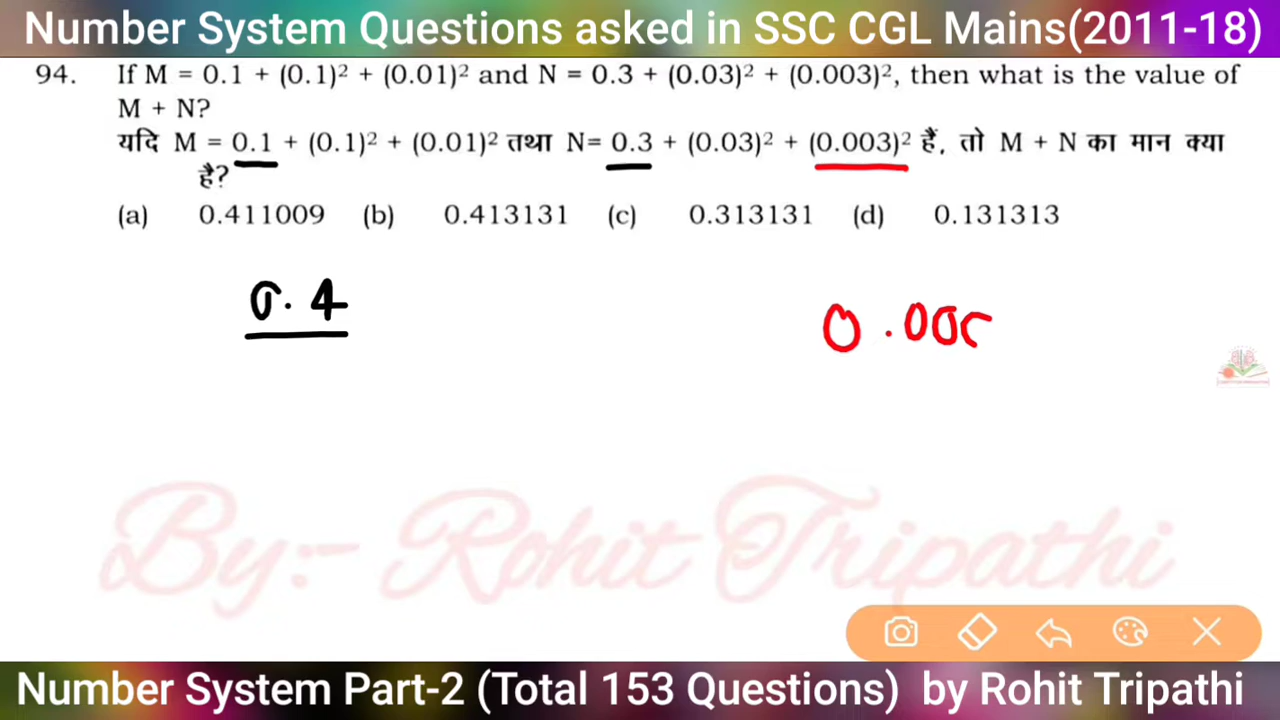 Number System Questions asked in SSC CGL Mains(2011-18)
94. If M = 0.1 + (0.1)² + (0.01)² and N = 0.3 + (0.03)² + (0.003)², then what is the value of
M + N?
यदि M = 0.1 + (0.1)² + (0.01)² तथा N= 0.3 + (0.03)² + (0.003)² हैं, तो M + N का मान क्या
है?
(a) 0.411009 (b) 0.413131 (c) 0.313131 (d) 0.131313
0.4
0.000
By:- Rohit Tripathi
Number System Part-2 (Total 153 Questions) by Rohit Tripathi